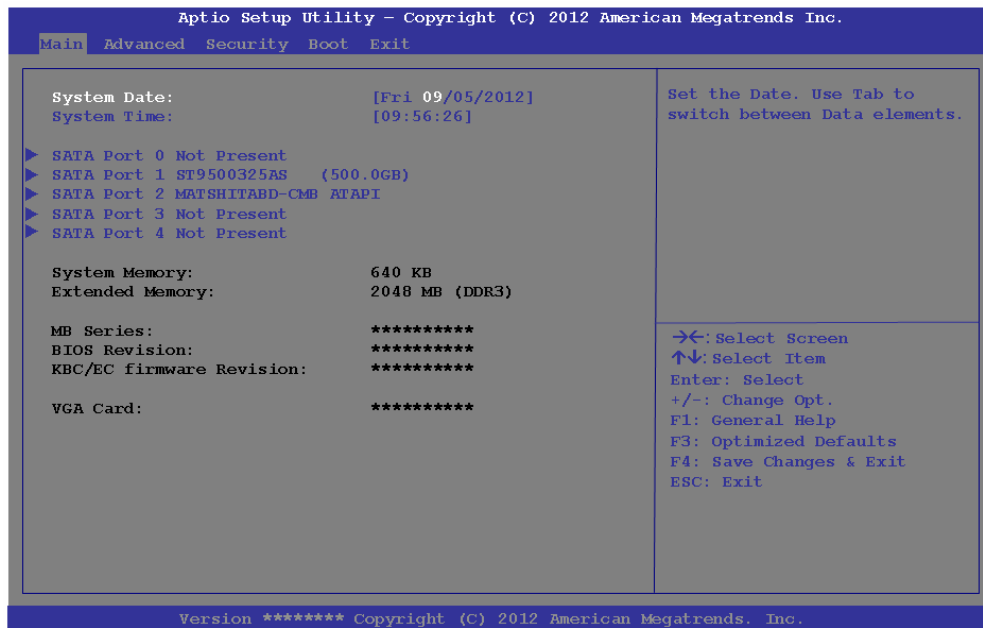 Aptio Setup Utility – Copyright (C) 2012 American Megatrends Inc.
Main Advanced Security Boot Exit
System Date: [Fri 09/05/2012]
System Time: [09:56:26]
SATA Port 0 Not Present
SATA Port 1 ST9500325AS (500.0GB)
SATA Port 2 MATSHITABD-CMB ATAPI
SATA Port 3 Not Present
SATA Port 4 Not Present
System Memory: 640 KB
Extended Memory: 2048 MB (DDR3)
MB Series: **********
BIOS Revision: **********
KBC/EC firmware Revision: **********
VGA Card: **********
Set the Date. Use Tab to
switch between Data elements.
→←: Select Screen
↑↓: Select Item
Enter: Select
+/-: Change Opt.
F1: General Help
F3: Optimized Defaults
F4: Save Changes & Exit
ESC: Exit
Version ******** Copyright (C) 2012 American Megatrends. Inc.